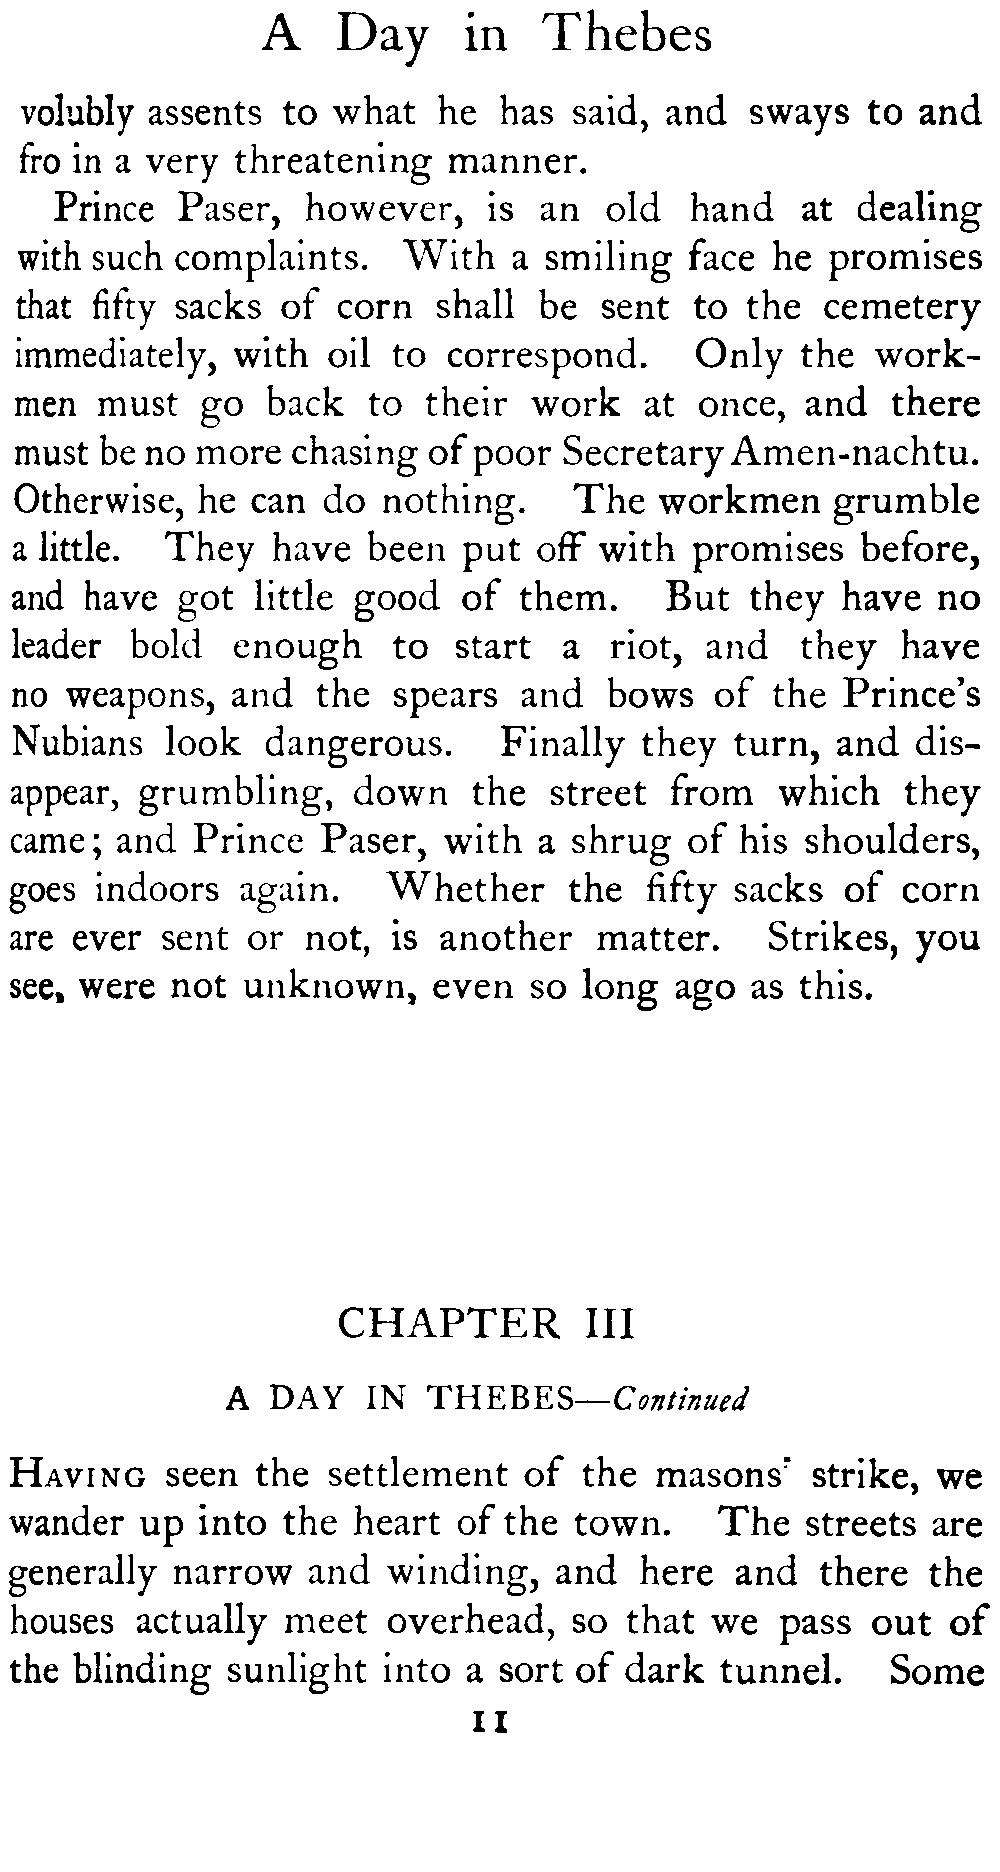 A Day in Thebes
volubly assents to what he has said, and sways to and
fro in a very threatening manner.
Prince Paser, however, is an old hand at dealing
with such complaints. With a smiling face he promises
that fifty sacks of corn shall be sent to the cemetery
immediately, with oil to correspond. Only the work-
men must go back to their work at once, and there
must be no more chasing of poor Secretary Amen-nachtu.
Otherwise, he can do nothing. The workmen grumble
a little. They have been put off with promises before,
and have got little good of them. But they have no
leader bold enough to start a riot, and they have
no weapons, and the spears and bows of the Prince's
Nubians look dangerous. Finally they turn, and dis-
appear, grumbling, down the street from which they
came; and Prince Paser, with a shrug of his shoulders,
goes indoors again. Whether the fifty sacks of corn
are ever sent or not, is another matter. Strikes, you
see, were not unknown, even so long ago as this.
CHAPTER III
A DAY IN THEBES—Continued
HAVING seen the settlement of the masons' strike, we
wander up into the heart of the town. The streets are
generally narrow and winding, and here and there the
houses actually meet overhead, so that we pass out of
the blinding sunlight into a sort of dark tunnel. Some
11